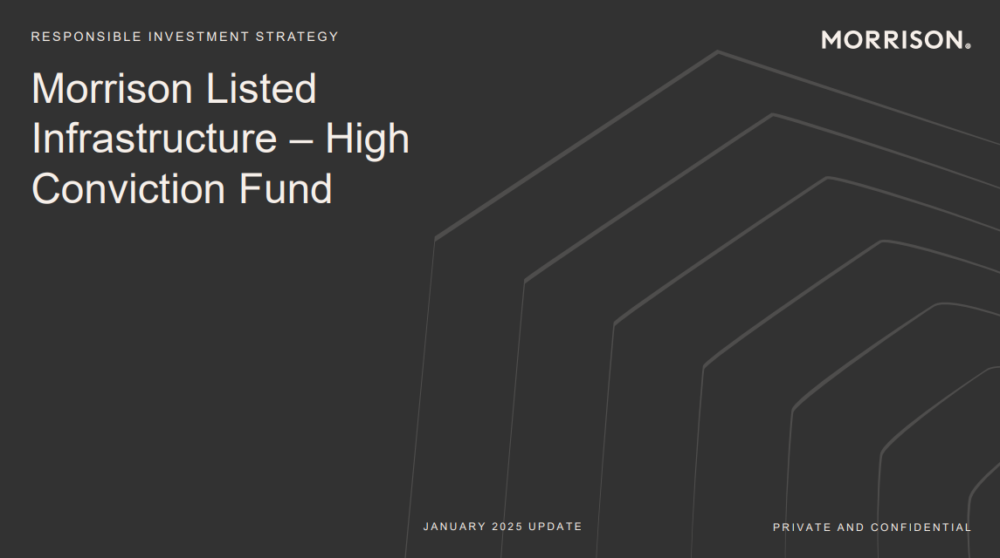 RESPONSIBLE INVESTMENT STRATEGY
MORRISON.®
Morrison Listed
Infrastructure – High
Conviction Fund
JANUARY 2025 UPDATE
PRIVATE AND CONFIDENTIAL